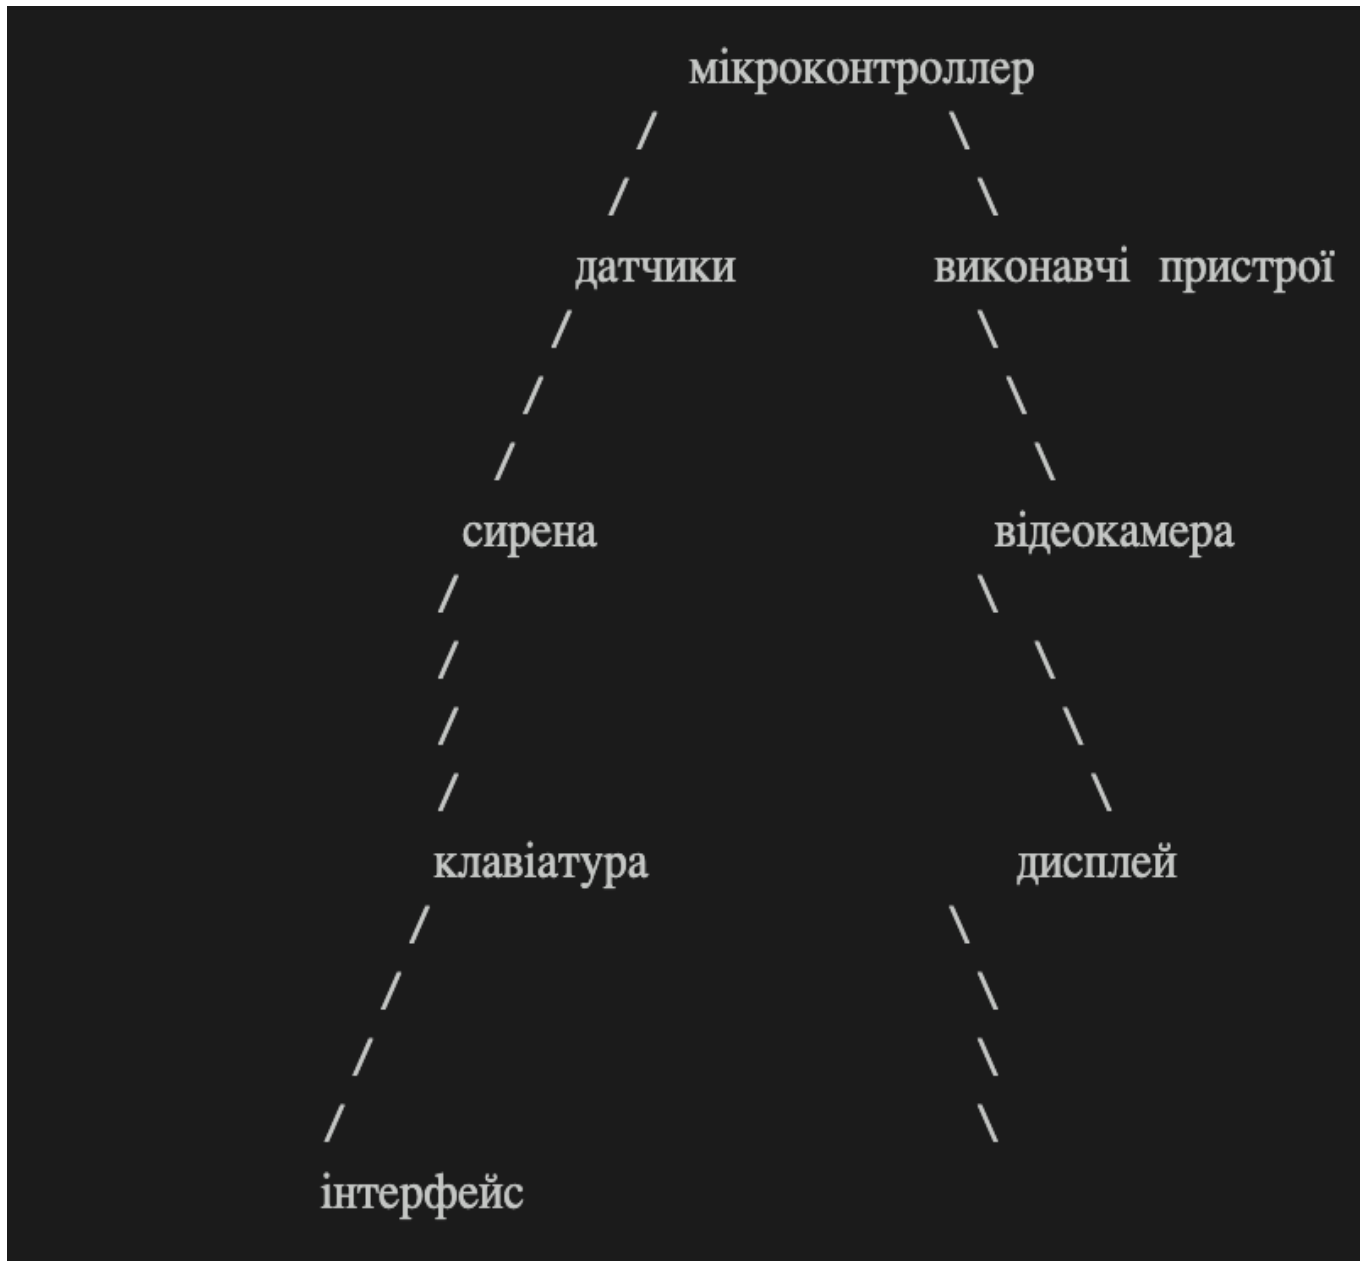 мікроконтроллер
/ \
/ \
датчики виконавчі пристрої
/ \
/ \
/ \
сирена відеокамера
/ \
/ \
/ \
/ \
клавіатура дисплей
/ \
/ \
/ \
/ \
інтерфейс